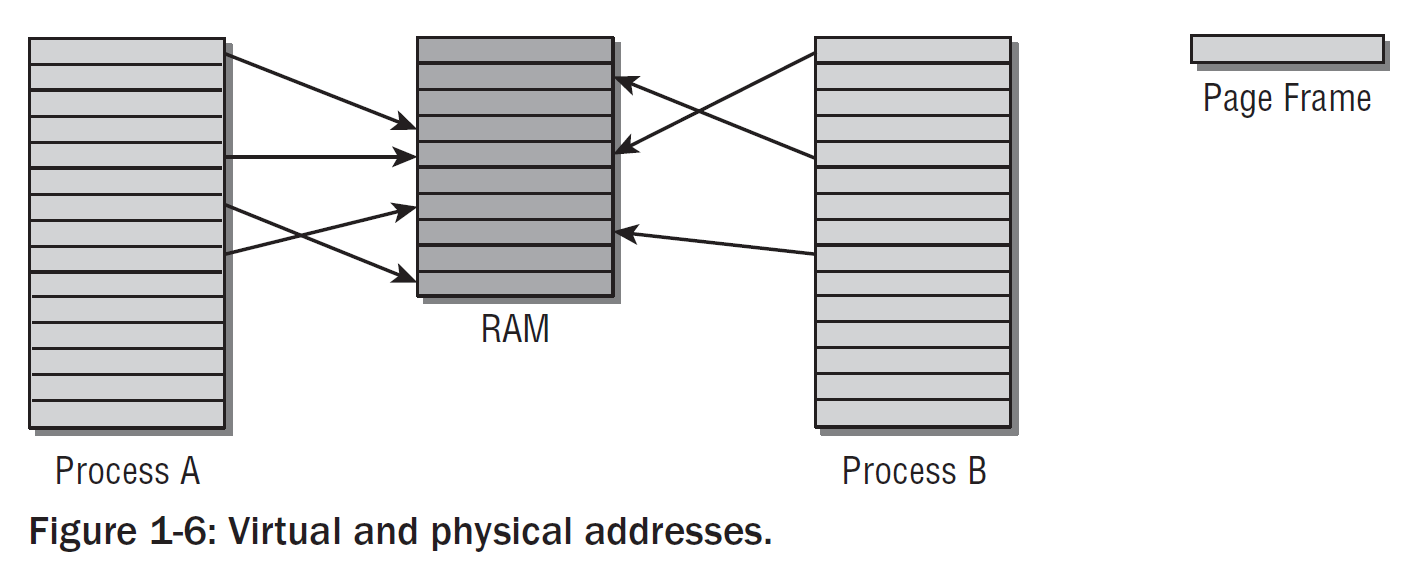 Page Frame
RAM
Process A
Process B
Figure 1-6: Virtual and physical addresses.